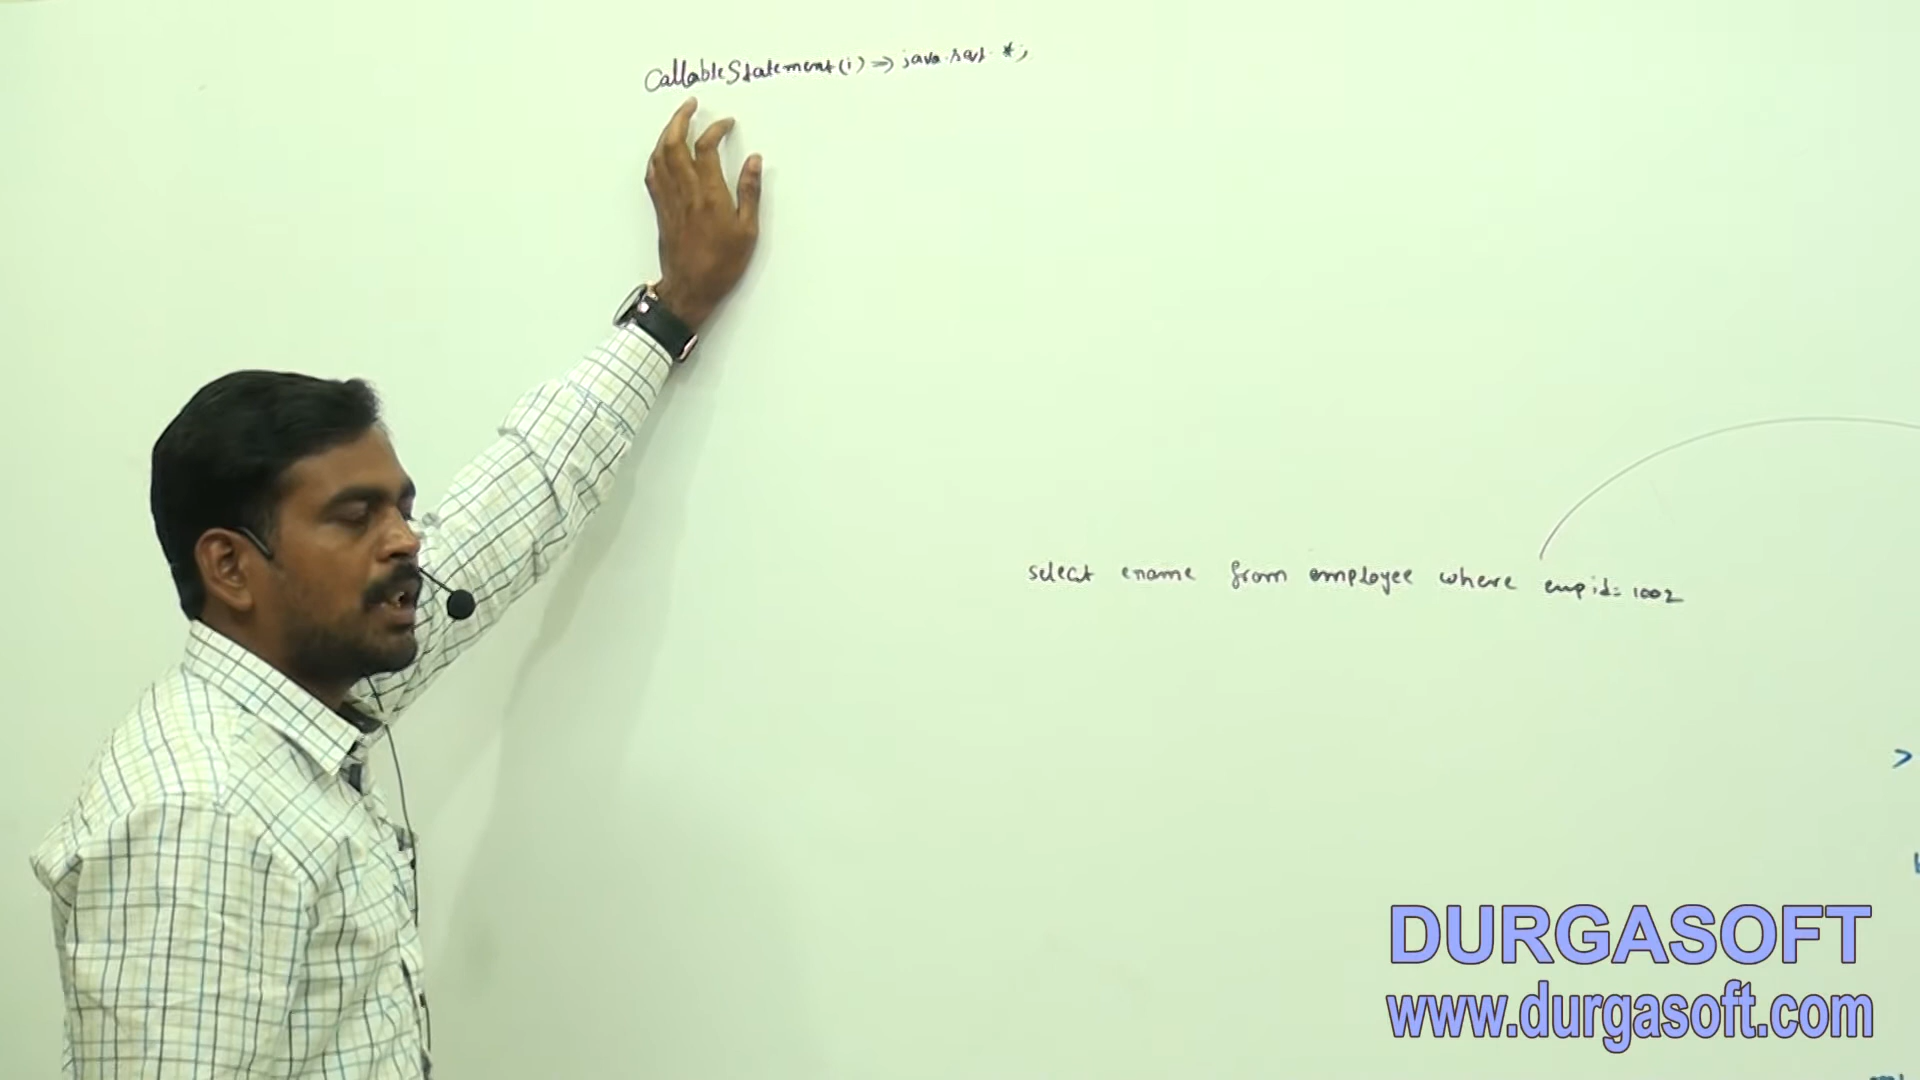 CallableStatement(i) => java.sql.*;
select ename from employee where empid=1002
>
DURGASOFT
www.durgasoft.com